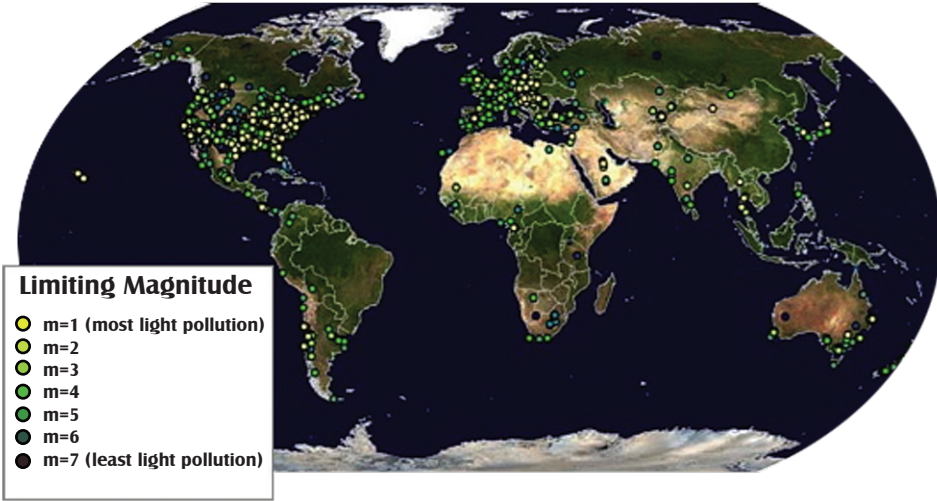 Limiting Magnitude
m=1 (most light pollution)
m=2
m=3
m=4
m=5
m=6
m=7 (least light pollution)